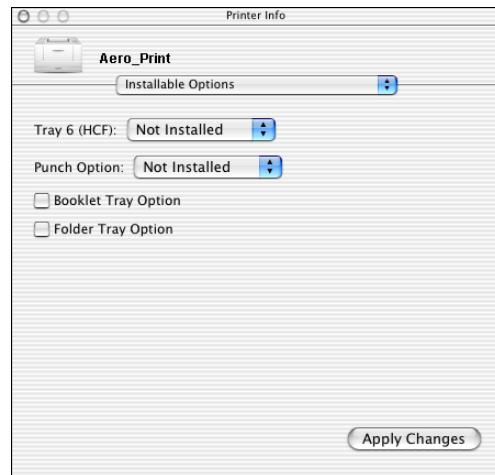 Printer Info
Aero_Print
Installable Options
Tray 6 (HCF): Not Installed
Punch Option: Not Installed
Booklet Tray Option
Folder Tray Option
Apply Changes